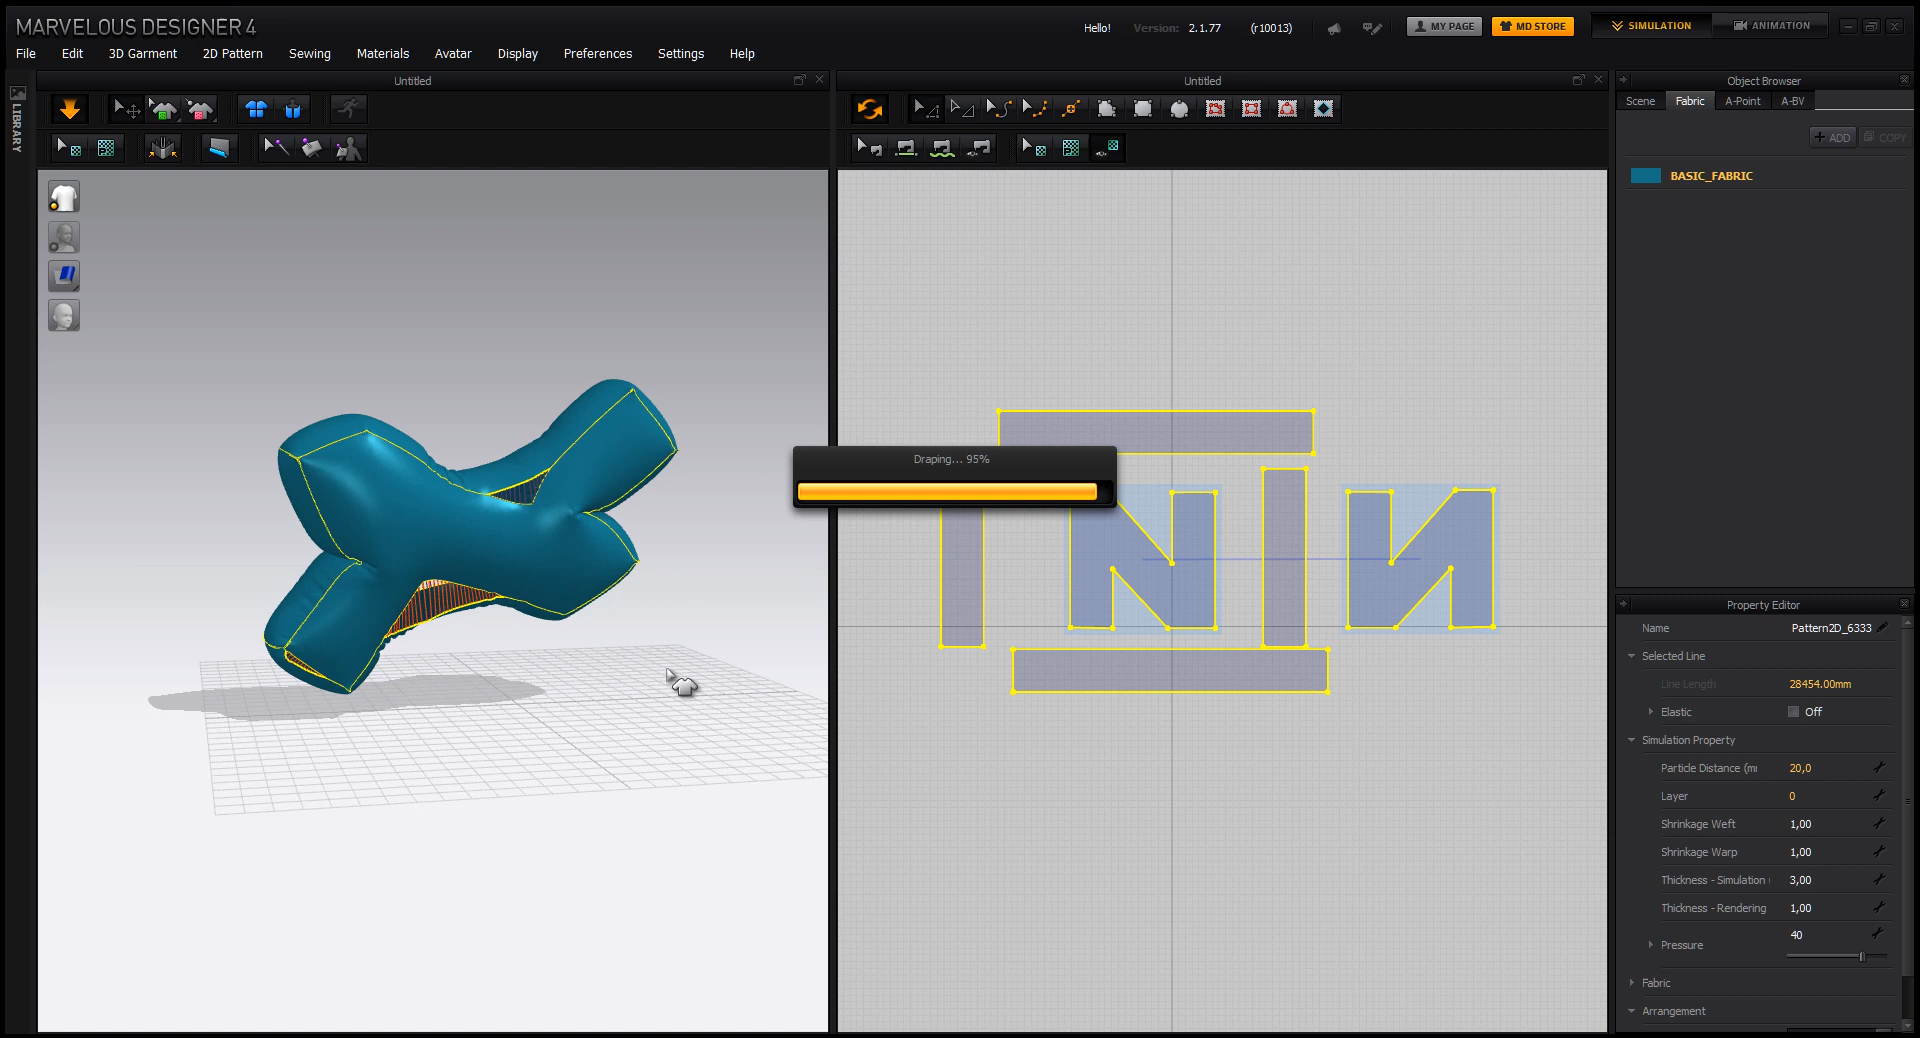 MARVELOUS DESIGNER 4
Hello! Version: 2.1.77 (r10013)
MY PAGE
MD STORE
SIMULATION
ANIMATION
File Edit 3D Garment 2D Pattern Sewing Materials Avatar Display Preferences Settings Help
LIBRARY
Untitled
Untitled
Draping... 95%
Object Browser
Scene Fabric A-Point A-BV
+ ADD COPY
BASIC_FABRIC
Property Editor
Name Pattern2D_6333
Selected Line
Line Length 28454.00mm
Elastic Off
Simulation Property
Particle Distance (m 20,0
Layer 0
Shrinkage Weft 1,00
Shrinkage Warp 1,00
Thickness - Simulation 3,00
Thickness - Rendering 1,00
Pressure 40
Fabric
Arrangement